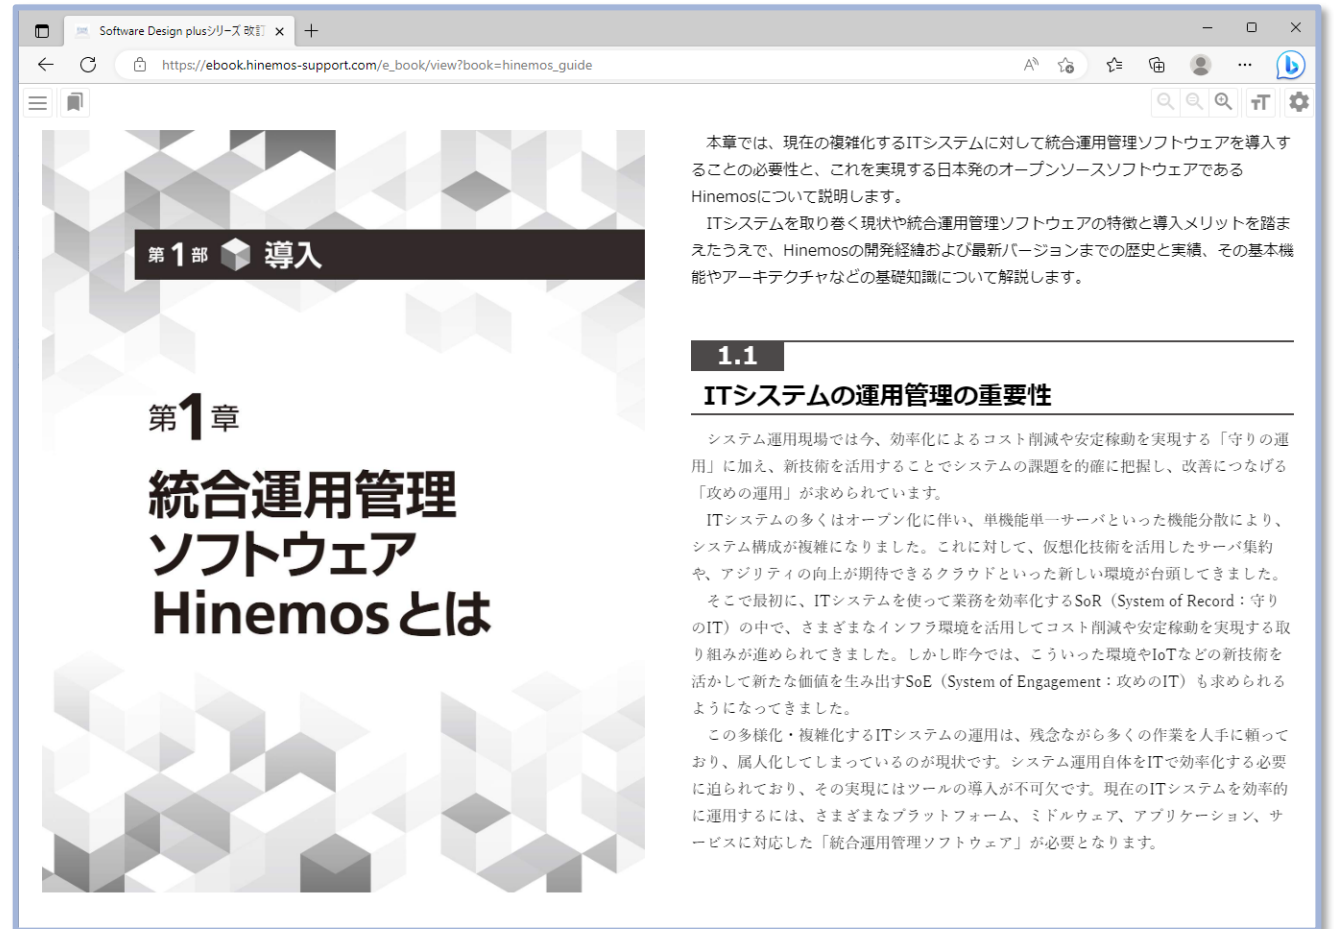 Software Design plusシリーズ 改訂
https://ebook.hinemos-support.com/e_book/view?book=hinemos_guide
第1部 導入
第1章
統合運用管理
ソフトウェア
Hinemosとは
本章では、現在の複雑化するITシステムに対して統合運用管理ソフトウェアを導入す
ることの必要性と、これを実現する日本発のオープンソースソフトウェアである
Hinemosについて説明します。
ITシステムを取り巻く現状や統合運用管理ソフトウェアの特徴と導入メリットを踏ま
えたうえで、Hinemosの開発経緯および最新バージョンまでの歴史と実績、その基本機
能やアーキテクチャなどの基礎知識について解説します。
1.1
ITシステムの運用管理の重要性
システム運用現場では今、効率化によるコスト削減や安定稼動を実現する「守りの運
用」に加え、新技術を活用することでシステムの課題を的確に把握し、改善につなげる
「攻めの運用」が求められています。
ITシステムの多くはオープン化に伴い、単機能単一サーバといった機能分散により、
システム構成が複雑になりました。これに対して、仮想化技術を活用したサーバ集約
や、アジリティの向上が期待できるクラウドといった新しい環境が台頭してきました。
そこで最初に、ITシステムを使って業務を効率化するSoR（System of Record：守り
のIT）の中で、さまざまなインフラ環境を活用してコスト削減や安定稼動を実現する取
り組みが進められてきました。しかし昨今では、こういった環境やIoTなどの新技術を
活かして新たな価値を生み出すSoE（System of Engagement：攻めのIT）も求められる
ようになってきました。
この多様化・複雑化するITシステムの運用は、残念ながら多くの作業を人手に頼って
おり、属人化してしまっているのが現状です。システム運用自体をITで効率化する必要
に迫られており、その実現にはツールの導入が不可欠です。現在のITシステムを効率的
に運用するには、さまざまなプラットフォーム、ミドルウェア、アプリケーション、サ
ービスに対応した「統合運用管理ソフトウェア」が必要となります。